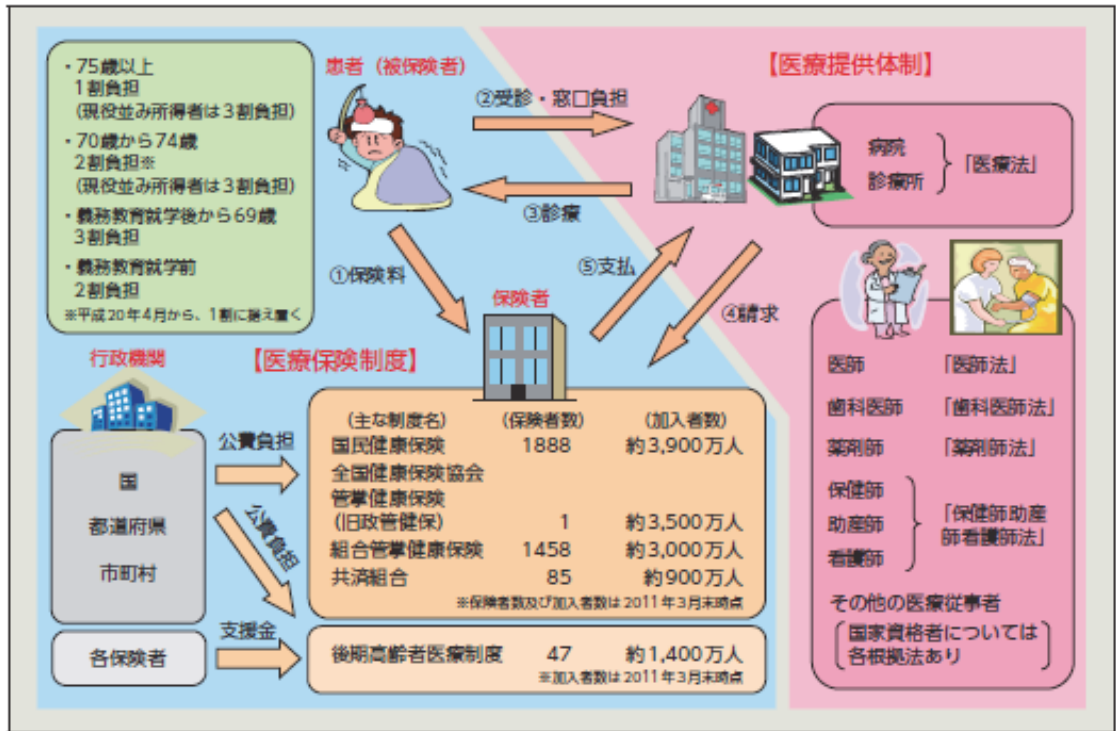 ・75歳以上
1割負担
(現役並み所得者は3割負担)
・70歳から74歳
2割負担※
(現役並み所得者は3割負担)
・義務教育就学後から69歳
3割負担
・義務教育就学前
2割負担
※平成20年4月から、1割に据え置く
患者（被保険者）
②受診・窓口負担
③診療
①保険料
⑤支払
④請求
保険者
【医療提供体制】
病院
診療所
「医療法」
医師 「医師法」
歯科医師 「歯科医師法」
薬剤師 「薬剤師法」
保健師
助産師
看護師
「保健師助産
師看護師法」
その他の医療従事者
国家資格者については
各根拠法あり
【医療保険制度】
行政機関
国
都道府県
市町村
公費負担
公費負担
各保険者
支援金
(主な制度名) (保険者数) (加入者数)
国民健康保険 1888 約3,900万人
全国健康保険協会
管掌健康保険
(旧政管健保) 1 約3,500万人
組合管掌健康保険 1458 約3,000万人
共済組合 85 約900万人
※保険者数及び加入者数は2011年3月末時点
後期高齢者医療制度 47 約1,400万人
※加入者数は2011年3月末時点